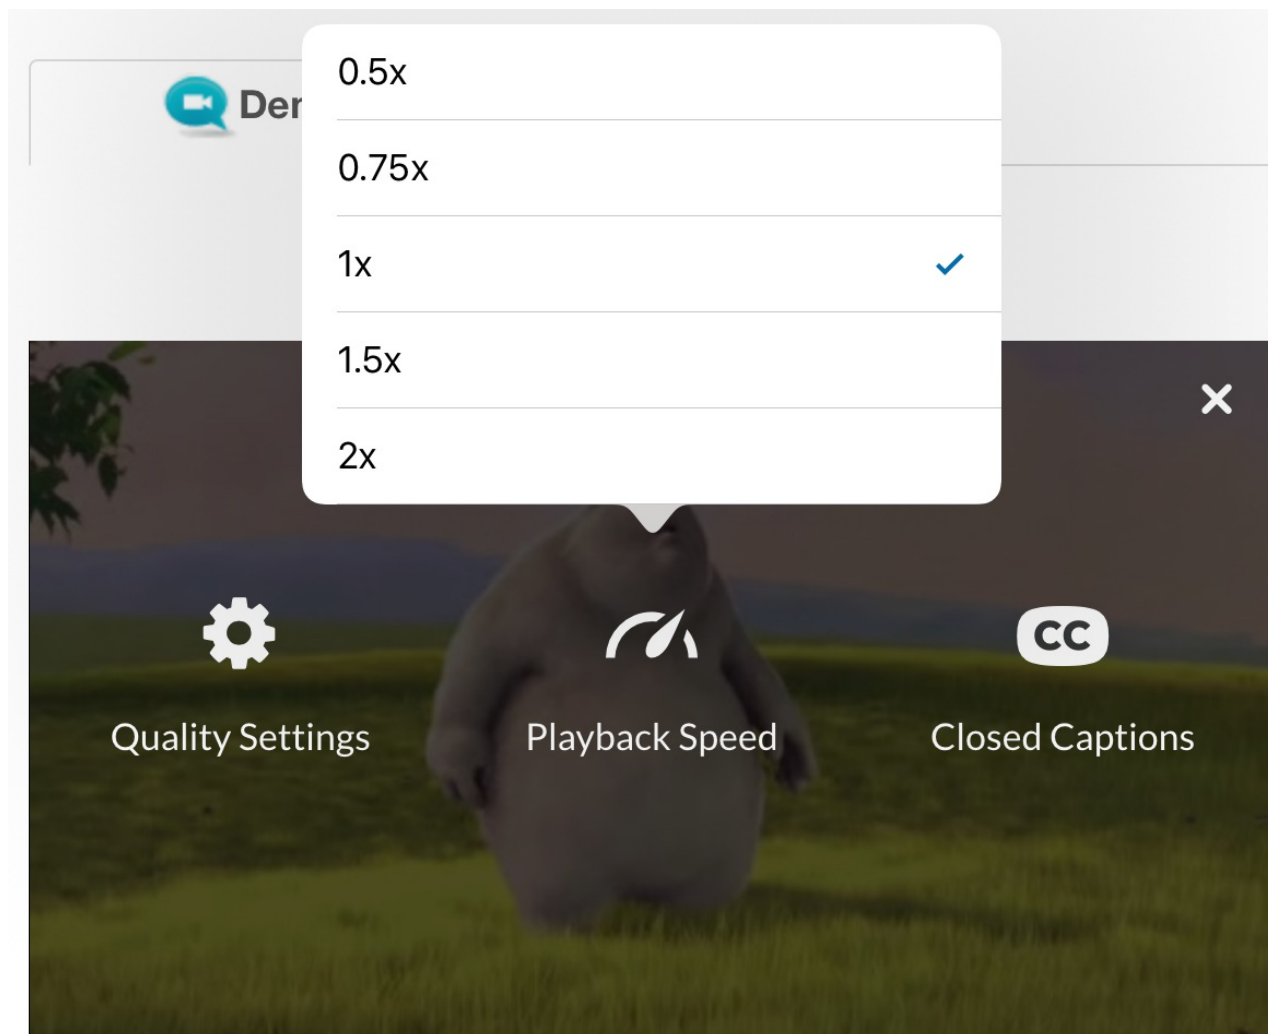 0.5x
0.75x
1x
1.5x
2x
CC
Quality Settings
Playback Speed
Closed Captions